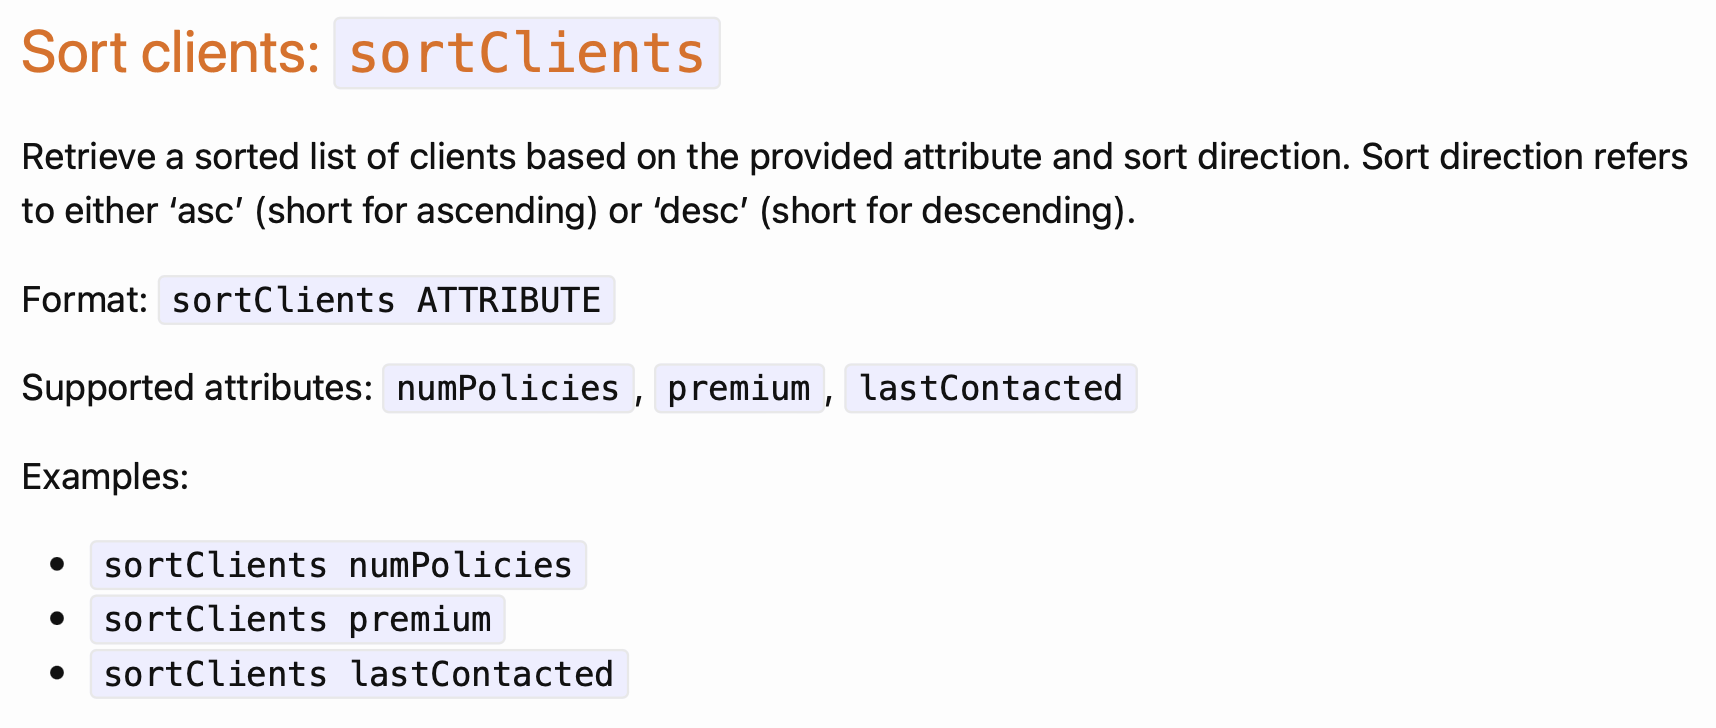 Sort clients: sortClients
Retrieve a sorted list of clients based on the provided attribute and sort direction. Sort direction refers
to either ‘asc’ (short for ascending) or ‘desc’ (short for descending).
Format: sortClients ATTRIBUTE
Supported attributes: numPolicies, premium, lastContacted
Examples:
• sortClients numPolicies
• sortClients premium
• sortClients lastContacted